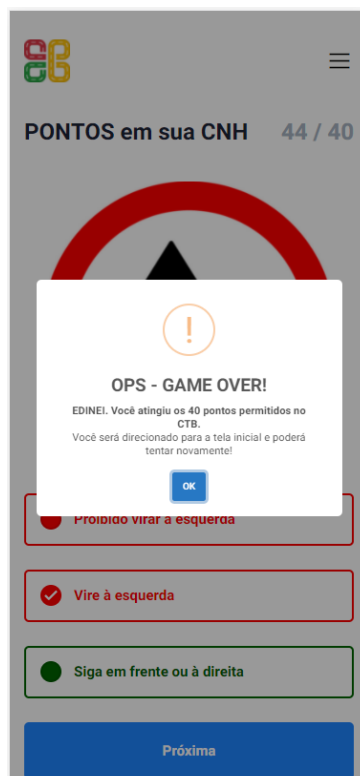 PONTOS em sua CNH 44 / 40
!
OPS - GAME OVER!
EDINEI. Você atingiu os 40 pontos permitidos no
CTB.
Você será direcionado para a tela inicial e poderá
tentar novamente!
OK
Proibido virar à esquerda
Vire à esquerda
Siga em frente ou à direita
Próxima